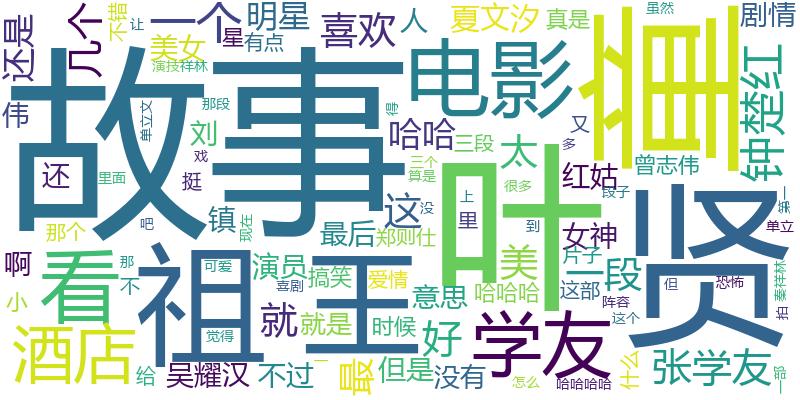 故事
叶
童
贤
祖
王
看
电影
学友
酒店
张学友
钟楚红
一个
几个
还是
明星
喜欢
人
夏文汐
真是
虽然
剧情
不错
让
美女
星
有点
伟
演技
祥林
那段
得
单立文
刘
哈哈
三段
太
又
多
曾志伟
还
里面
挺
戏
三个
算是
很多
红姑
段子
第一
单立
那个
吧
镇
现在
最后
郑则仕
这
没
上
里
到
女神
片子
啊
那
不
可爱
演员
搞笑
爱情
喜剧
美
一段
这部
但
恐怖
秦祥林
小
觉得
就
就是
时候
意思
哈哈哈
阵容
这个
拍
好
给
吴耀汉
不过
一
最
但是
没有
怎么
哈哈哈哈
什么
一部